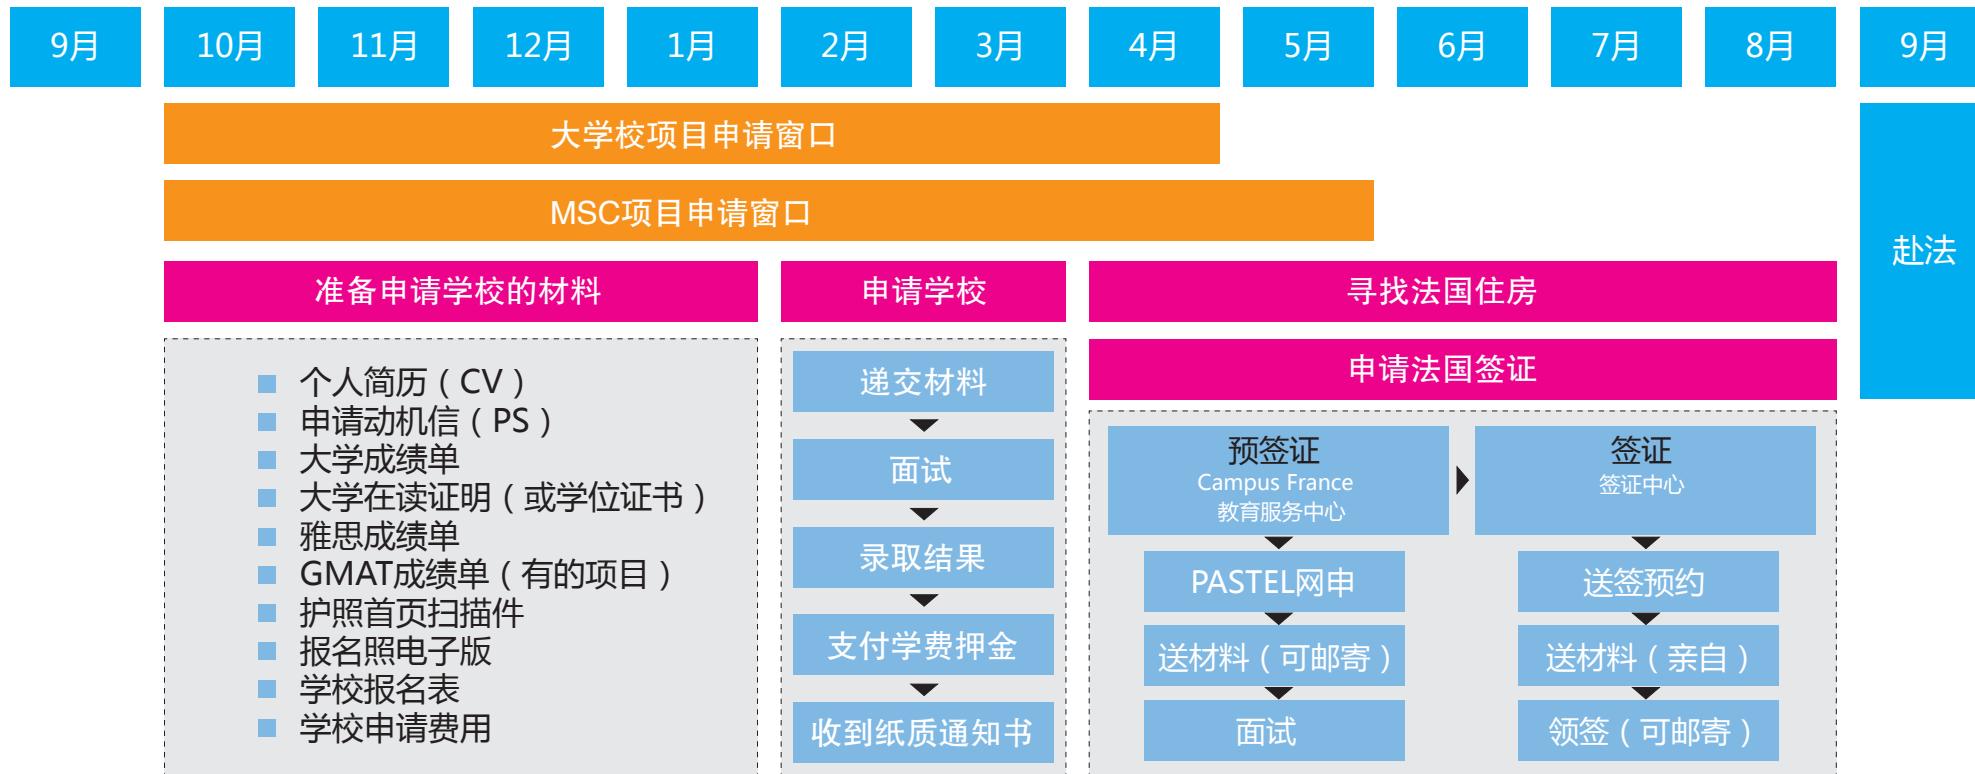 9月
10月
11月
12月
1月
2月
3月
4月
5月
6月
7月
8月
9月
大学校项目申请窗口
MSC项目申请窗口
赴法
准备申请学校的材料
个人简历（CV）
申请动机信（PS）
大学成绩单
大学在读证明（或学位证书）
雅思成绩单
GMAT成绩单（有的项目）
护照首页扫描件
报名照电子版
学校报名表
学校申请费用
申请学校
递交材料
面试
录取结果
支付学费押金
收到纸质通知书
寻找法国住房
申请法国签证
预签证
Campus France
教育服务中心
PASTEL网申
送材料（可邮寄）
面试
签证
签证中心
送签预约
送材料（亲自）
领签（可邮寄）